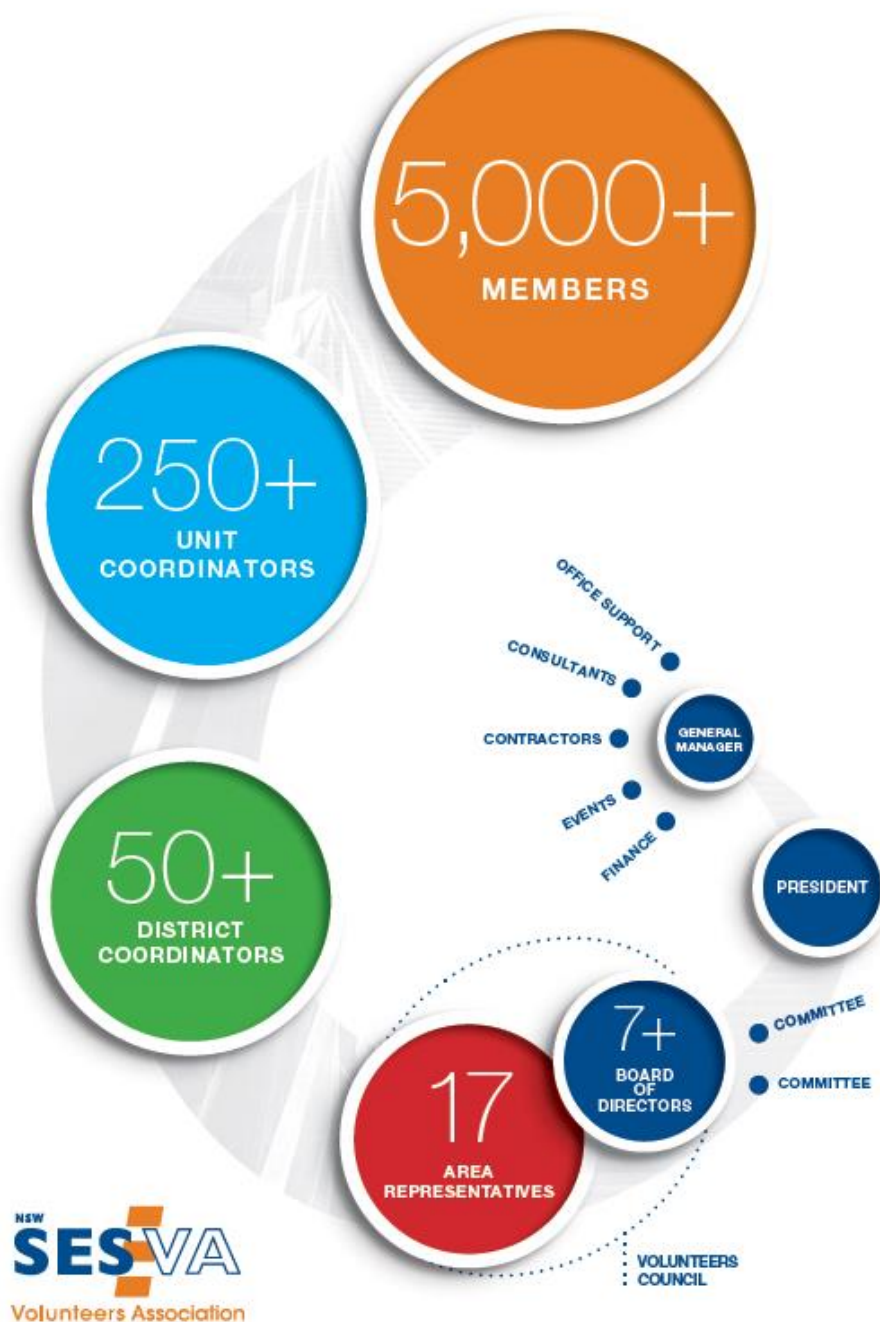 5,000+
MEMBERS
250+
UNIT
COORDINATORS
OFFICE SUPPORT
CONSULTANTS
CONTRACTORS
EVENTS
FINANCE
GENERAL
MANAGER
PRESIDENT
50+
DISTRICT
COORDINATORS
7+
BOARD
OF
DIRECTORS
COMMITTEE
COMMITTEE
17
AREA
REPRESENTATIVES
VOLUNTEERS
COUNCIL
NSW
SES VA
Volunteers Association